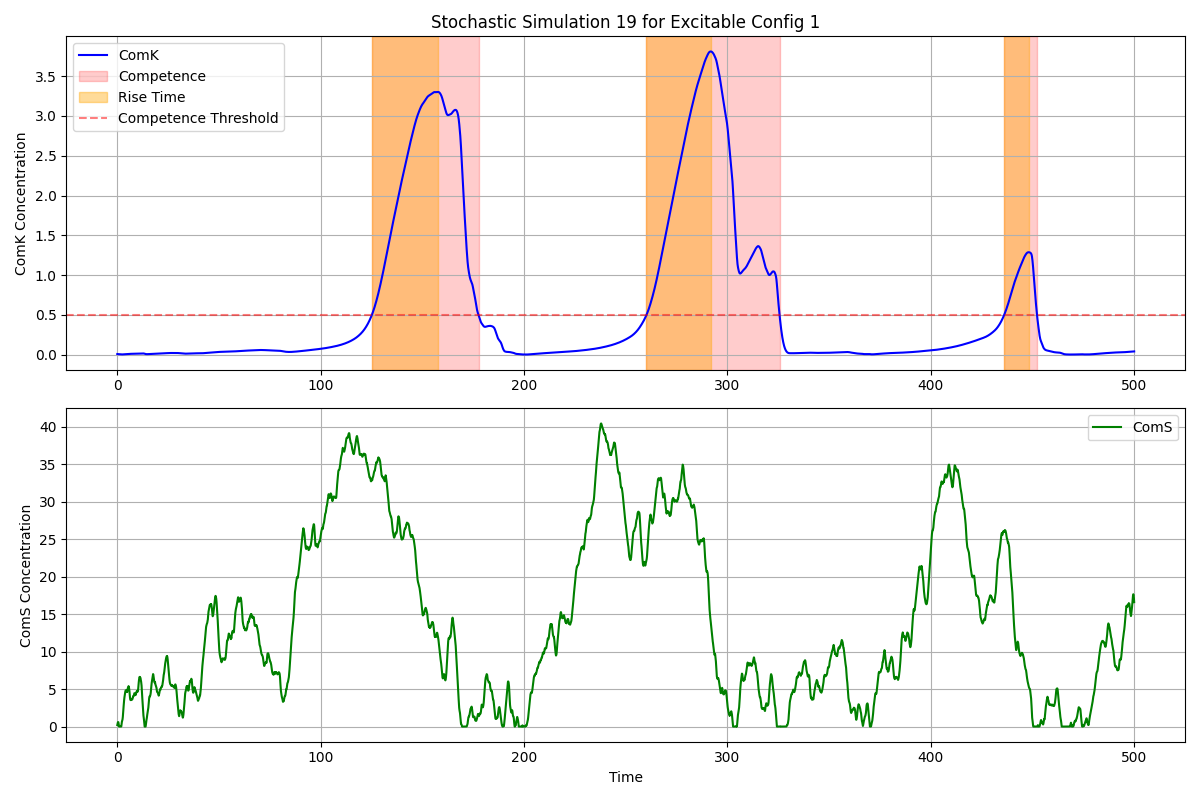 Stochastic Simulation 19 for Excitable Config 1
ComK
Competence
Rise Time
Competence Threshold
ComK Concentration
3.5
3.0
2.5
2.0
1.5
1.0
0.5
0.0
0 100 200 300 400 500
ComS
ComS Concentration
40
35
30
25
20
15
10
5
0
0 100 200 300 400 500
Time